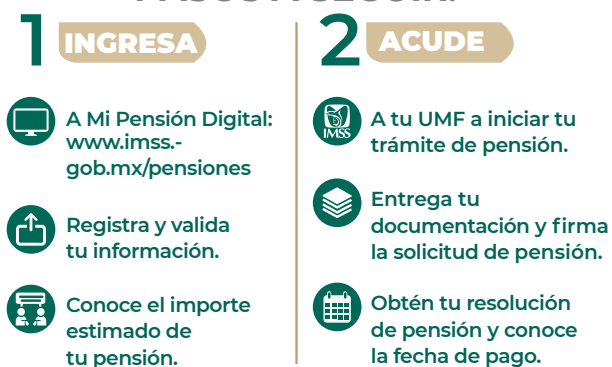 1 INGRESA
A Mi Pensión Digital:
www.imss.-
gob.mx/pensiones
Registra y valida
tu información.
Conoce el importe
estimado de
tu pensión.
2 ACUDE
IMSS
A tu UMF a iniciar tu
trámite de pensión.
Entrega tu
documentación y firma
la solicitud de pensión.
Obtén tu resolución
de pensión y conoce
la fecha de pago.